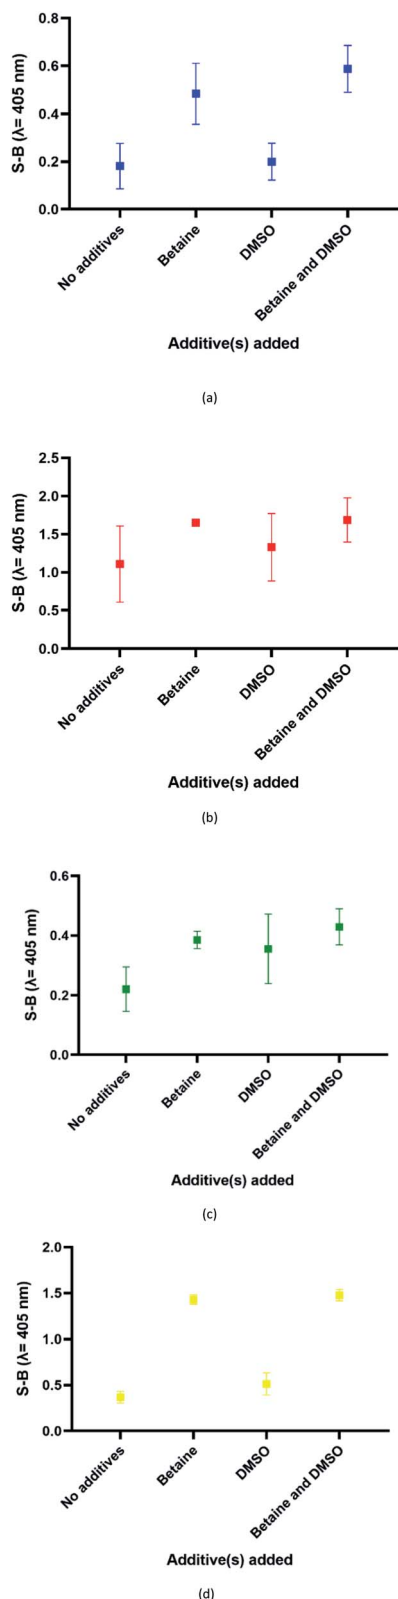 0.8
0.6
0.4
0.2
0.0
S-B (λ= 405 nm)
No additives
Betaine
DMSO
Betaine and DMSO
Additive(s) added
(a)
2.5
2.0
1.5
1.0
0.5
0.0
S-B (λ= 405 nm)
No additives
Betaine
DMSO
Betaine and DMSO
Additive(s) added
(b)
0.6
0.4
0.2
0.0
S-B (λ= 405 nm)
No additives
Betaine
DMSO
Betaine and DMSO
Additive(s) added
(c)
2.0
1.5
1.0
0.5
0.0
S-B (λ= 405 nm)
No additives
Betaine
DMSO
Betaine and DMSO
Additive(s) added
(d)